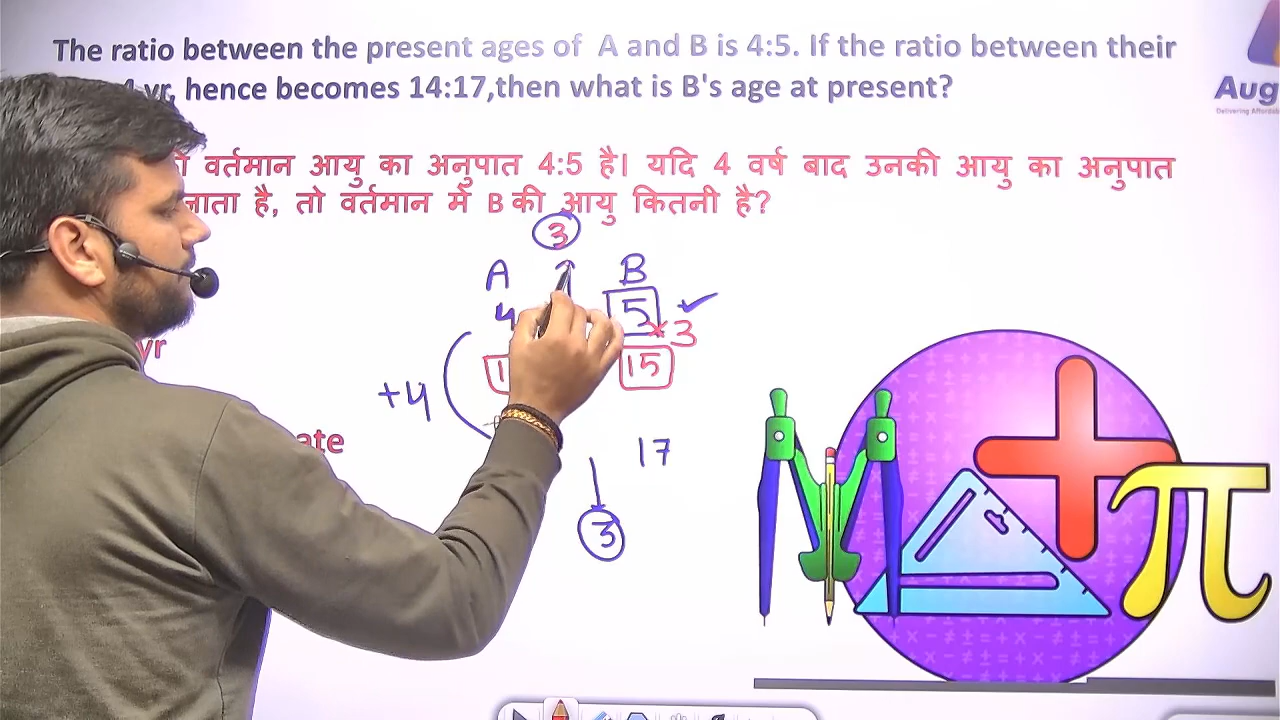 The ratio between the present ages of A and B is 4:5. If the ratio between their
yr, hence becomes 14:17,then what is B's age at present?
Aug
Delivering Affordab
वर्तमान आयु का अनुपात 4:5 है। यदि 4 वर्ष बाद उनकी आयु का अनुपात
जाता है, तो वर्तमान में B की आयु कितनी है?
3
A B
4 5
×3
yr
15
+4
ate
17
3
π